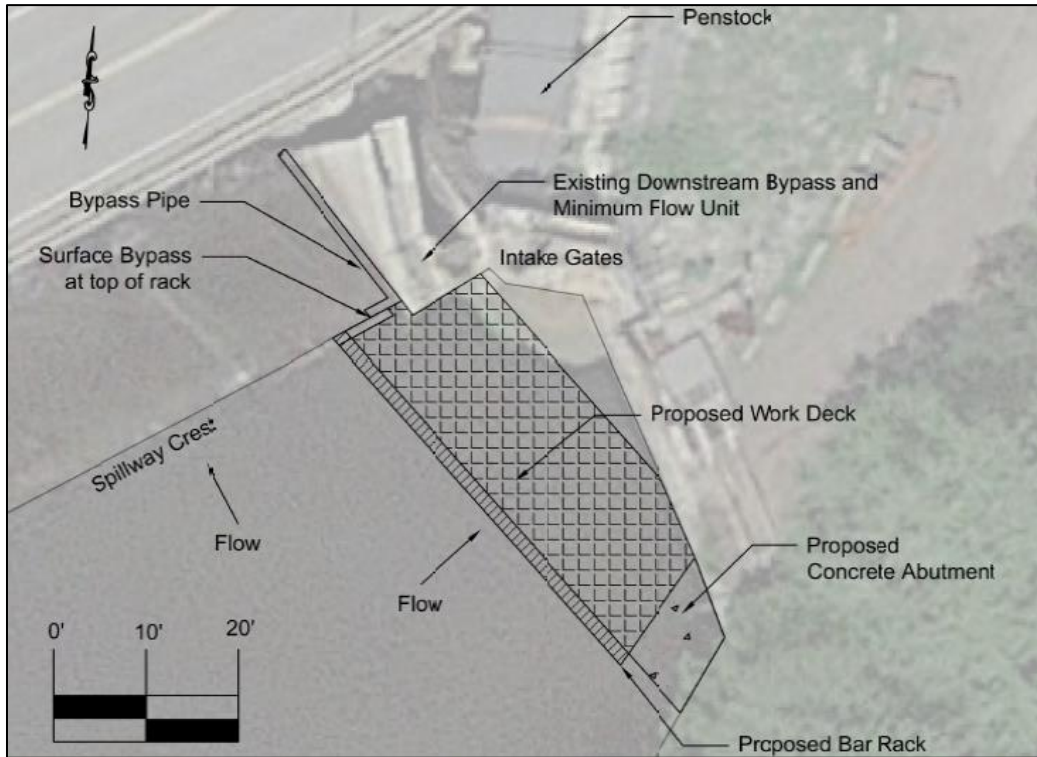 Penstock
Existing Downstream Bypass and
Minimum Flow Unit
Bypass Pipe
Surface Bypass
at top of rack
Intake Gates
Proposed Work Deck
Spillway Crest
Flow
Flow
Proposed
Concrete Abutment
0' 10' 20'
Proposed Bar Rack